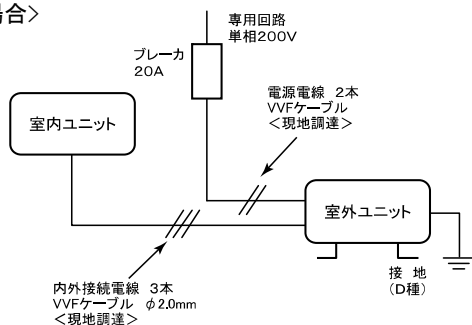 場合>
専用回路
単相200V
ブレーカ
20A
電源電線 2本
VVFケーブル
<現地調達>
室内ユニット
室外ユニット
接 地
(D種)
内外接続電線 3本
VVFケーブル φ2.0mm
<現地調達>